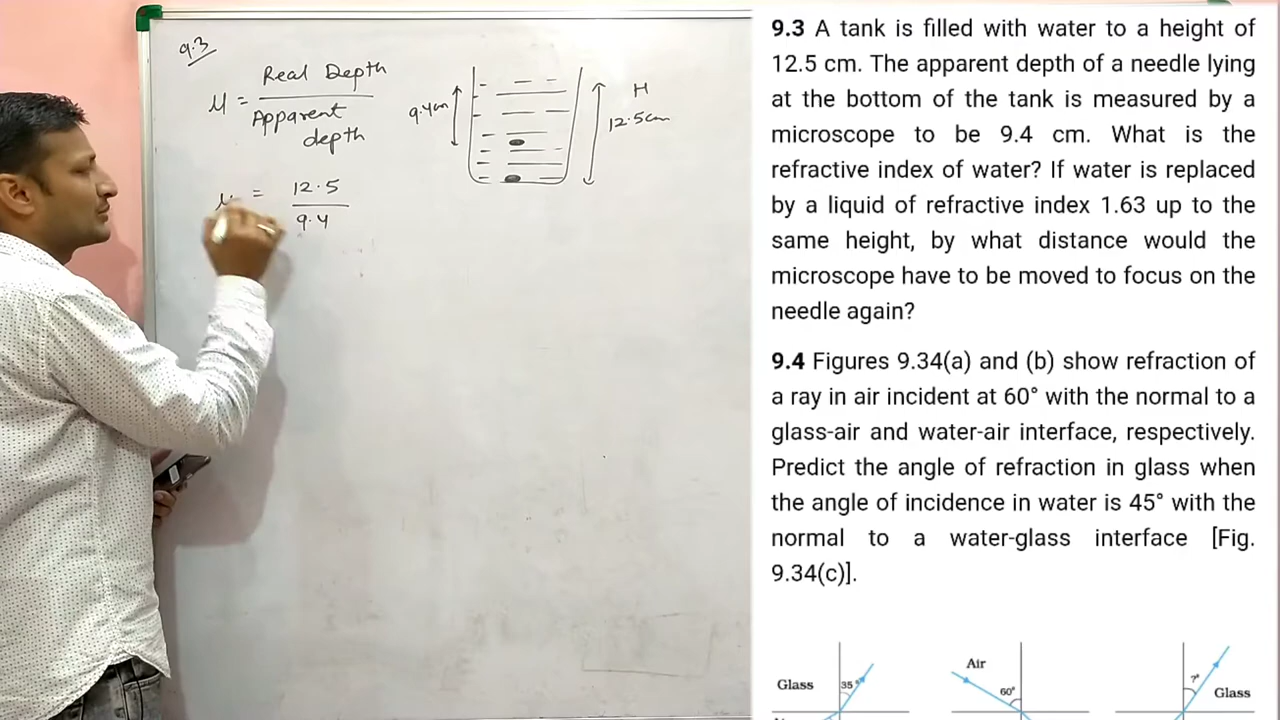 9.3
μ = Real Depth
Apparent
depth
μ = 12.5
9.4
9.4cm
H
12.5cm
9.3 A tank is filled with water to a height of
12.5 cm. The apparent depth of a needle lying
at the bottom of the tank is measured by a
microscope to be 9.4 cm. What is the
refractive index of water? If water is replaced
by a liquid of refractive index 1.63 up to the
same height, by what distance would the
microscope have to be moved to focus on the
needle again?
9.4 Figures 9.34(a) and (b) show refraction of
a ray in air incident at 60° with the normal to a
glass-air and water-air interface, respectively.
Predict the angle of refraction in glass when
the angle of incidence in water is 45° with the
normal to a water-glass interface [Fig.
9.34(c)].
Glass
35°
Air
60°
?
Glass